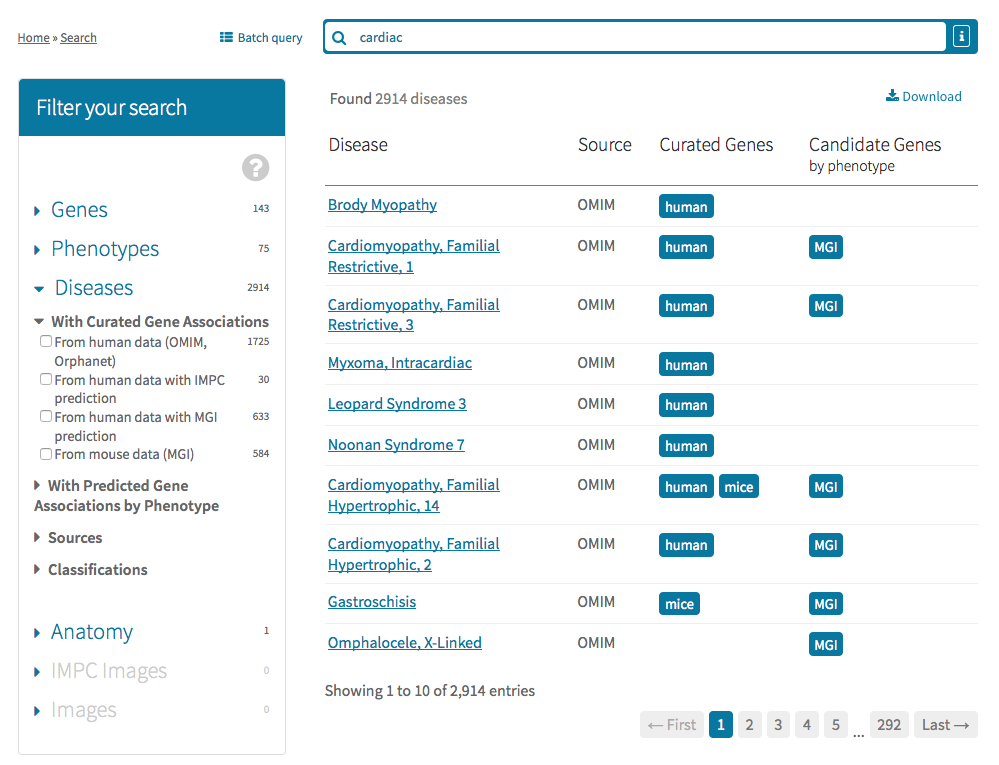 Home » Search
Batch query
cardiac
i
Filter your search
?
Genes 143
Phenotypes 75
Diseases 2914
With Curated Gene Associations
From human data (OMIM, 1725
Orphanet)
From human data with IMPC 30
prediction
From human data with MGI 633
prediction
From mouse data (MGI) 584
With Predicted Gene
Associations by Phenotype
Sources
Classifications
Anatomy 1
IMPC Images 0
Images 0
Found 2914 diseases
Download
Disease Source Curated Genes Candidate Genes
by phenotype
Brody Myopathy OMIM human
Cardiomyopathy, Familial OMIM human MGI
Restrictive, 1
Cardiomyopathy, Familial OMIM human MGI
Restrictive, 3
Myxoma, Intracardiac OMIM human
Leopard Syndrome 3 OMIM human
Noonan Syndrome 7 OMIM human
Cardiomyopathy, Familial OMIM human mice MGI
Hypertrophic, 14
Cardiomyopathy, Familial OMIM human MGI
Hypertrophic, 2
Gastroschisis OMIM mice MGI
Omphalocele, X-Linked OMIM MGI
Showing 1 to 10 of 2,914 entries
← First 1 2 3 4 5 ... 292 Last →